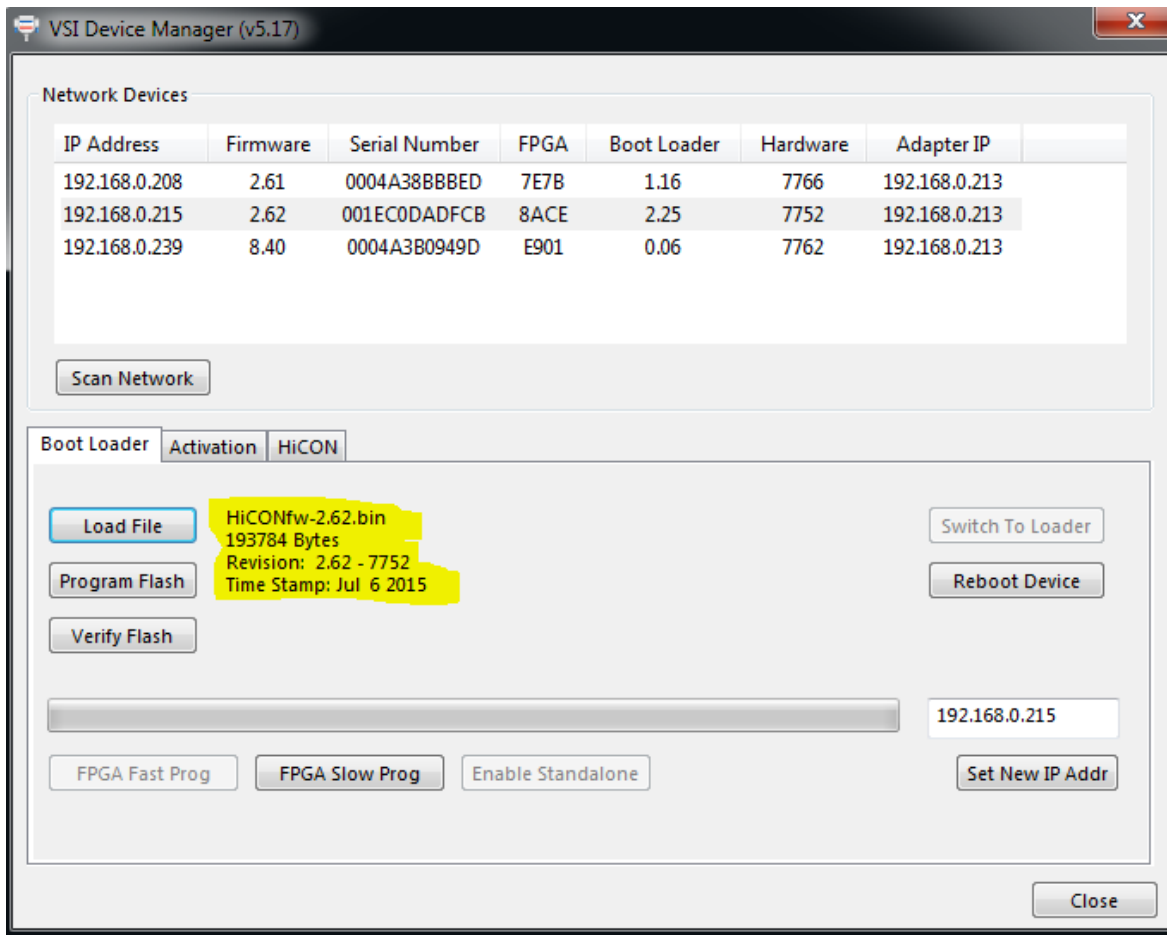 VSI Device Manager (v5.17)
x
Network Devices
IP Address Firmware Serial Number FPGA Boot Loader Hardware Adapter IP
192.168.0.208 2.61 0004A38BBBED 7E7B 1.16 7766 192.168.0.213
192.168.0.215 2.62 001EC0DADFCB 8ACE 2.25 7752 192.168.0.213
192.168.0.239 8.40 0004A3B0949D E901 0.06 7762 192.168.0.213
Scan Network
Boot Loader Activation HiCON
Load File
HiCONfw-2.62.bin
193784 Bytes
Revision: 2.62 - 7752
Time Stamp: Jul 6 2015
Switch To Loader
Program Flash
Reboot Device
Verify Flash
192.168.0.215
FPGA Fast Prog FPGA Slow Prog Enable Standalone Set New IP Addr
Close